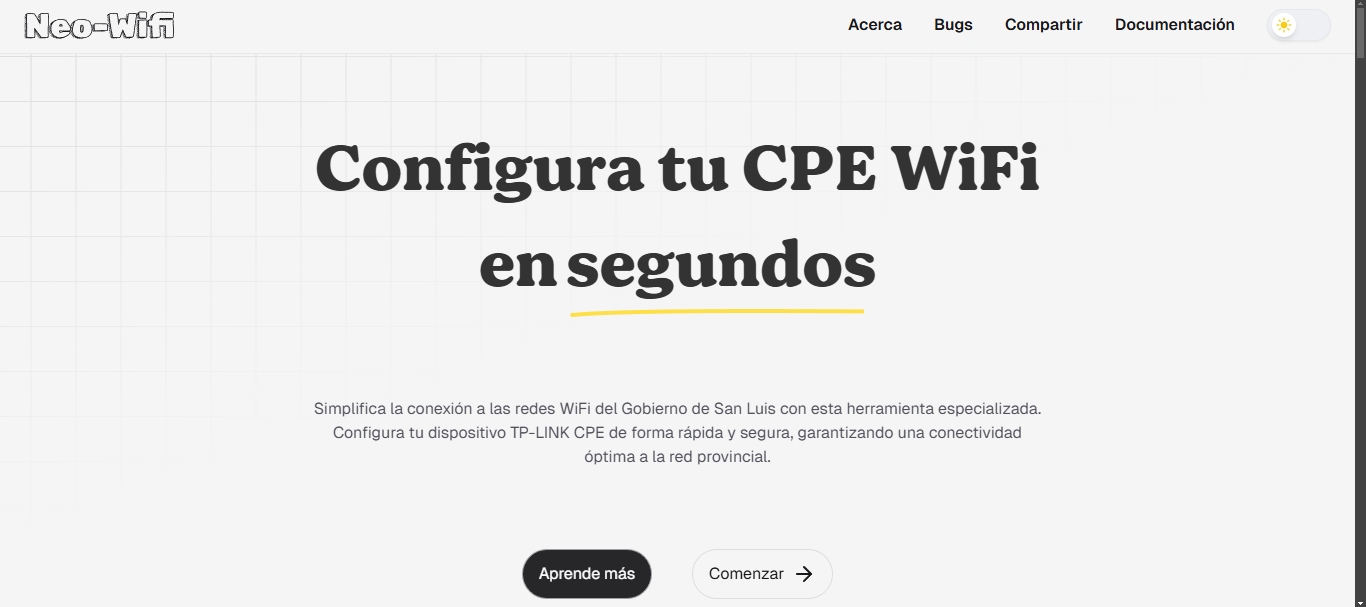 Neo-Wifi
Acerca Bugs Compartir Documentación
Configura tu CPE WiFi
en segundos
Simplifica la conexión a las redes WiFi del Gobierno de San Luis con esta herramienta especializada.
Configura tu dispositivo TP-LINK CPE de forma rápida y segura, garantizando una conectividad
óptima a la red provincial.
Aprende más Comenzar